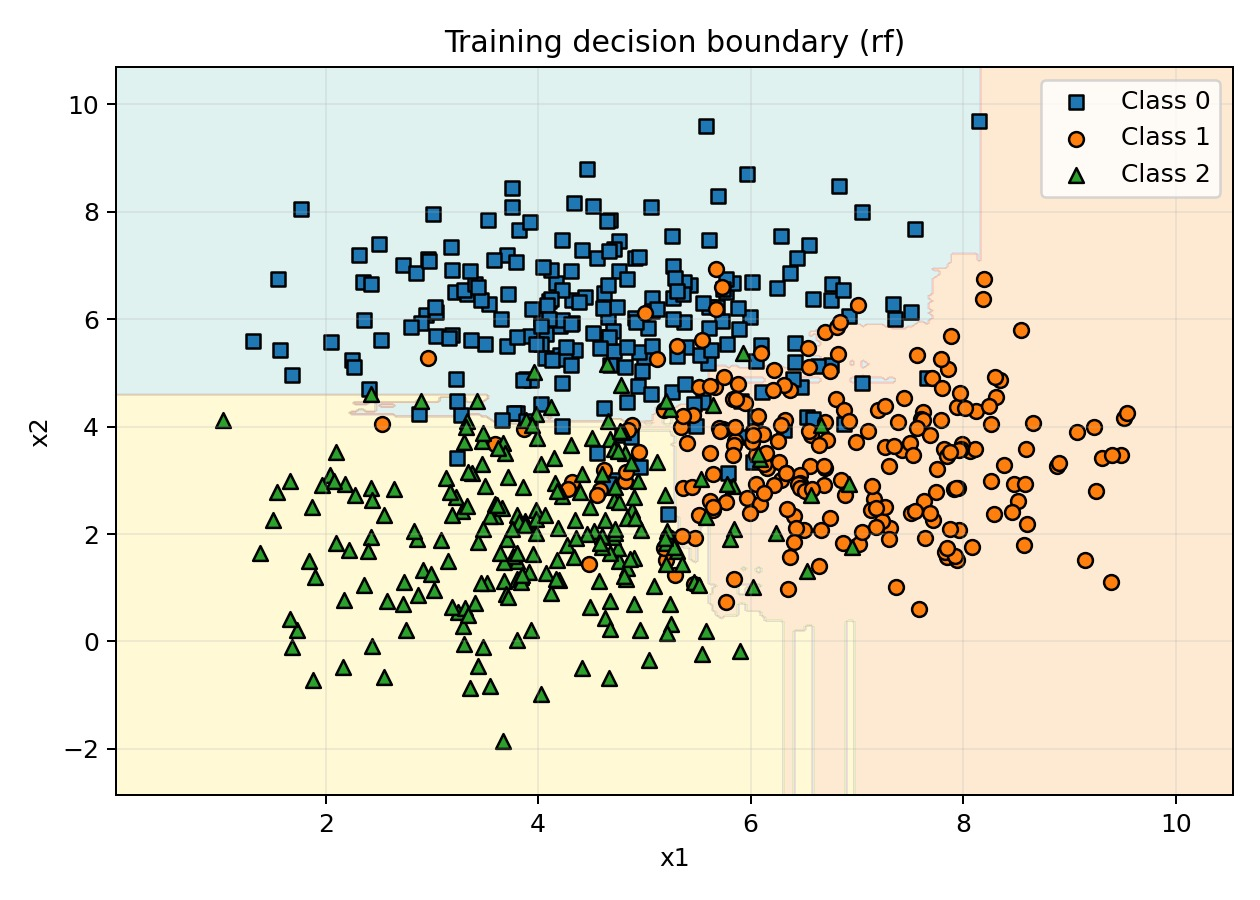 Training decision boundary (rf)
Class 0
Class 1
Class 2
10
8
6
4
2
0
−2
x2
2
4
6
8
10
x1